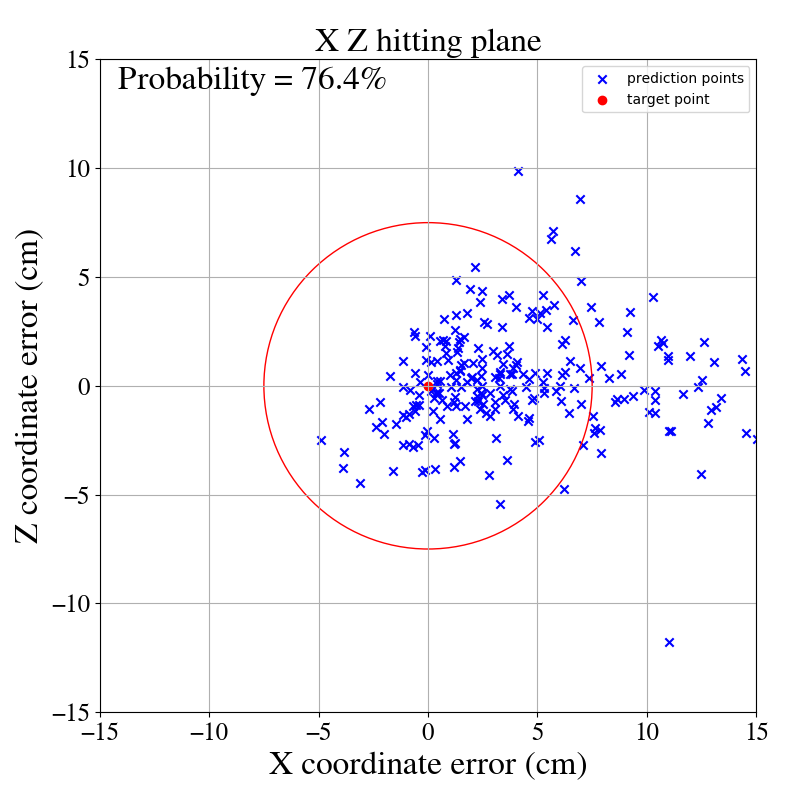 X Z hitting plane
Probability = 76.4%
prediction points
target point
Z coordinate error (cm)
15
10
5
0
−5
−10
−15
−15 −10 −5 0 5 10 15
X coordinate error (cm)